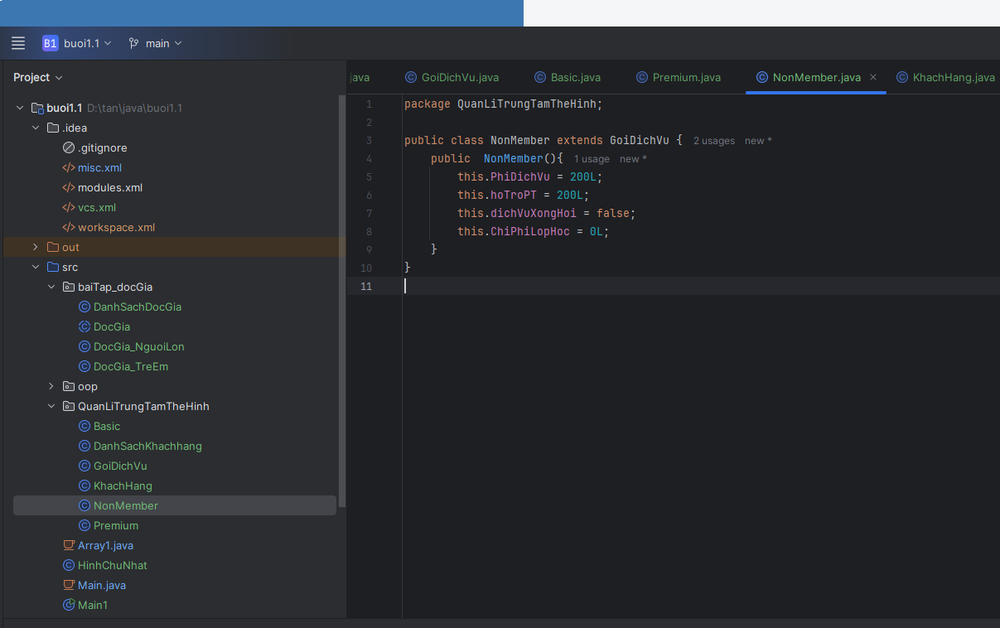 B1 buoi1.1 main
Project
java GoiDichVu.java Basic.java Premium.java NonMember.java KhachHang.java
buoi1.1 D:\tan\java\buoi1.1
.idea
.gitignore
misc.xml
modules.xml
vcs.xml
workspace.xml
out
src
baiTap_docGia
DanhSachDocGia
DocGia
DocGia_NguoiLon
DocGia_TreEm
oop
QuanLiTrungTamTheHinh
Basic
DanhSachKhachhang
GoiDichVu
KhachHang
NonMember
Premium
Array1.java
HinhChuNhat
Main.java
Main1
1 package QuanLiTrungTamTheHinh;
2
3 public class NonMember extends GoiDichVu { 2 usages new *
4 public  NonMember(){ 1 usage new *
5 this.PhiDichVu = 200L;
6 this.hoTroPT = 200L;
7 this.dichVuXongHoi = false;
8 this.ChiPhiLopHoc = 0L;
9 }
10 }
11